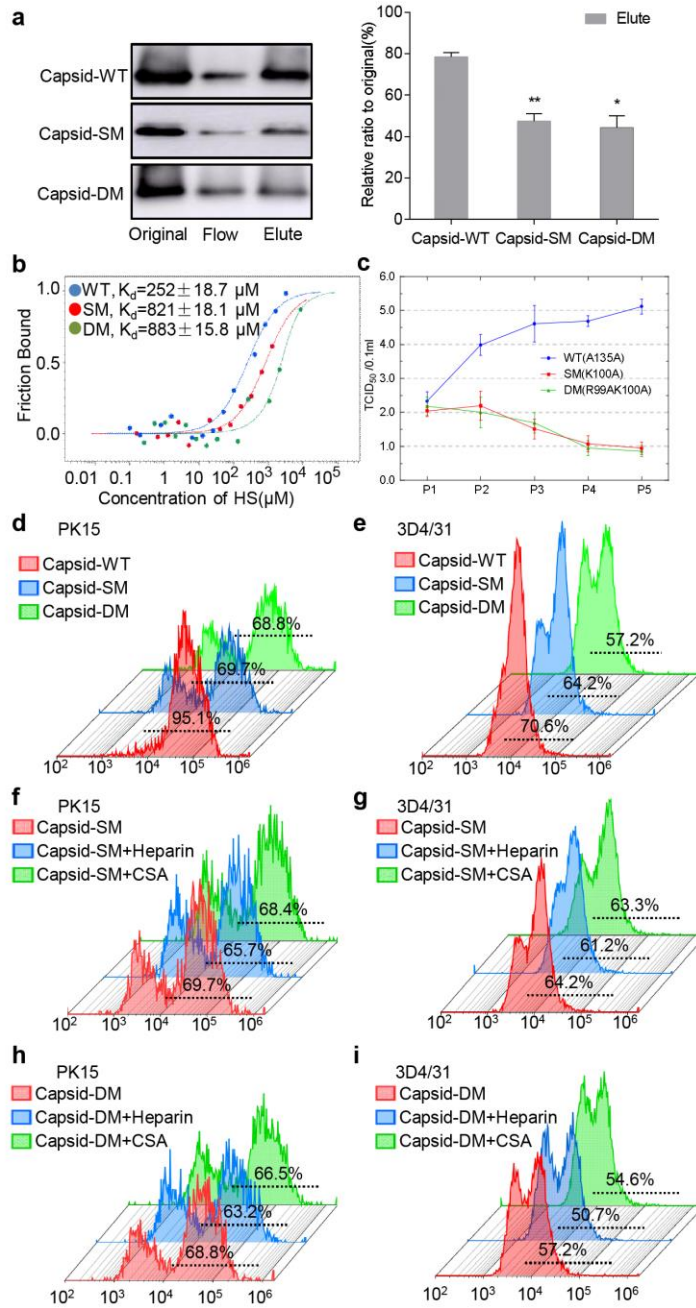 a
Capsid-WT
Capsid-SM
Capsid-DM
Original Flow Elute
Relative ratio to original(%)
80
60
40
20
0
Elute
**
*
Capsid-WT Capsid-SM Capsid-DM
b
WT, Kd=252± 18.7 μM
SM, Kd=821± 18.1 μM
DM, Kd=883± 15.8 μM
Friction Bound
1.0
0.5
0.0
0.01 0.1 1 10 10² 10³ 10⁴ 10⁵
Concentration of HS(μM)
c
TCID50 /0.1ml
6.0
5.0
4.0
3.0
2.0
1.0
0.0
WT(A135A)
SM(K100A)
DM(R99AK100A)
P1 P2 P3 P4 P5
d
PK15
Capsid-WT
Capsid-SM
Capsid-DM
68.8%
69.7%
95.1%
10² 10³ 10⁴ 10⁵ 10⁶
e
3D4/31
Capsid-WT
Capsid-SM
Capsid-DM
57.2%
64.2%
70.6%
10² 10³ 10⁴ 10⁵ 10⁶
f
PK15
Capsid-SM
Capsid-SM+Heparin
Capsid-SM+CSA
68.4%
65.7%
69.7%
10² 10³ 10⁴ 10⁵ 10⁶
g
3D4/31
Capsid-SM
Capsid-SM+Heparin
Capsid-SM+CSA
63.3%
61.2%
64.2%
10² 10³ 10⁴ 10⁵ 10⁶
h
PK15
Capsid-DM
Capsid-DM+Heparin
Capsid-DM+CSA
66.5%
63.2%
68.8%
10² 10³ 10⁴ 10⁵ 10⁶
i
3D4/31
Capsid-DM
Capsid-DM+Heparin
Capsid-DM+CSA
54.6%
50.7%
57.2%
10² 10³ 10⁴ 10⁵ 10⁶